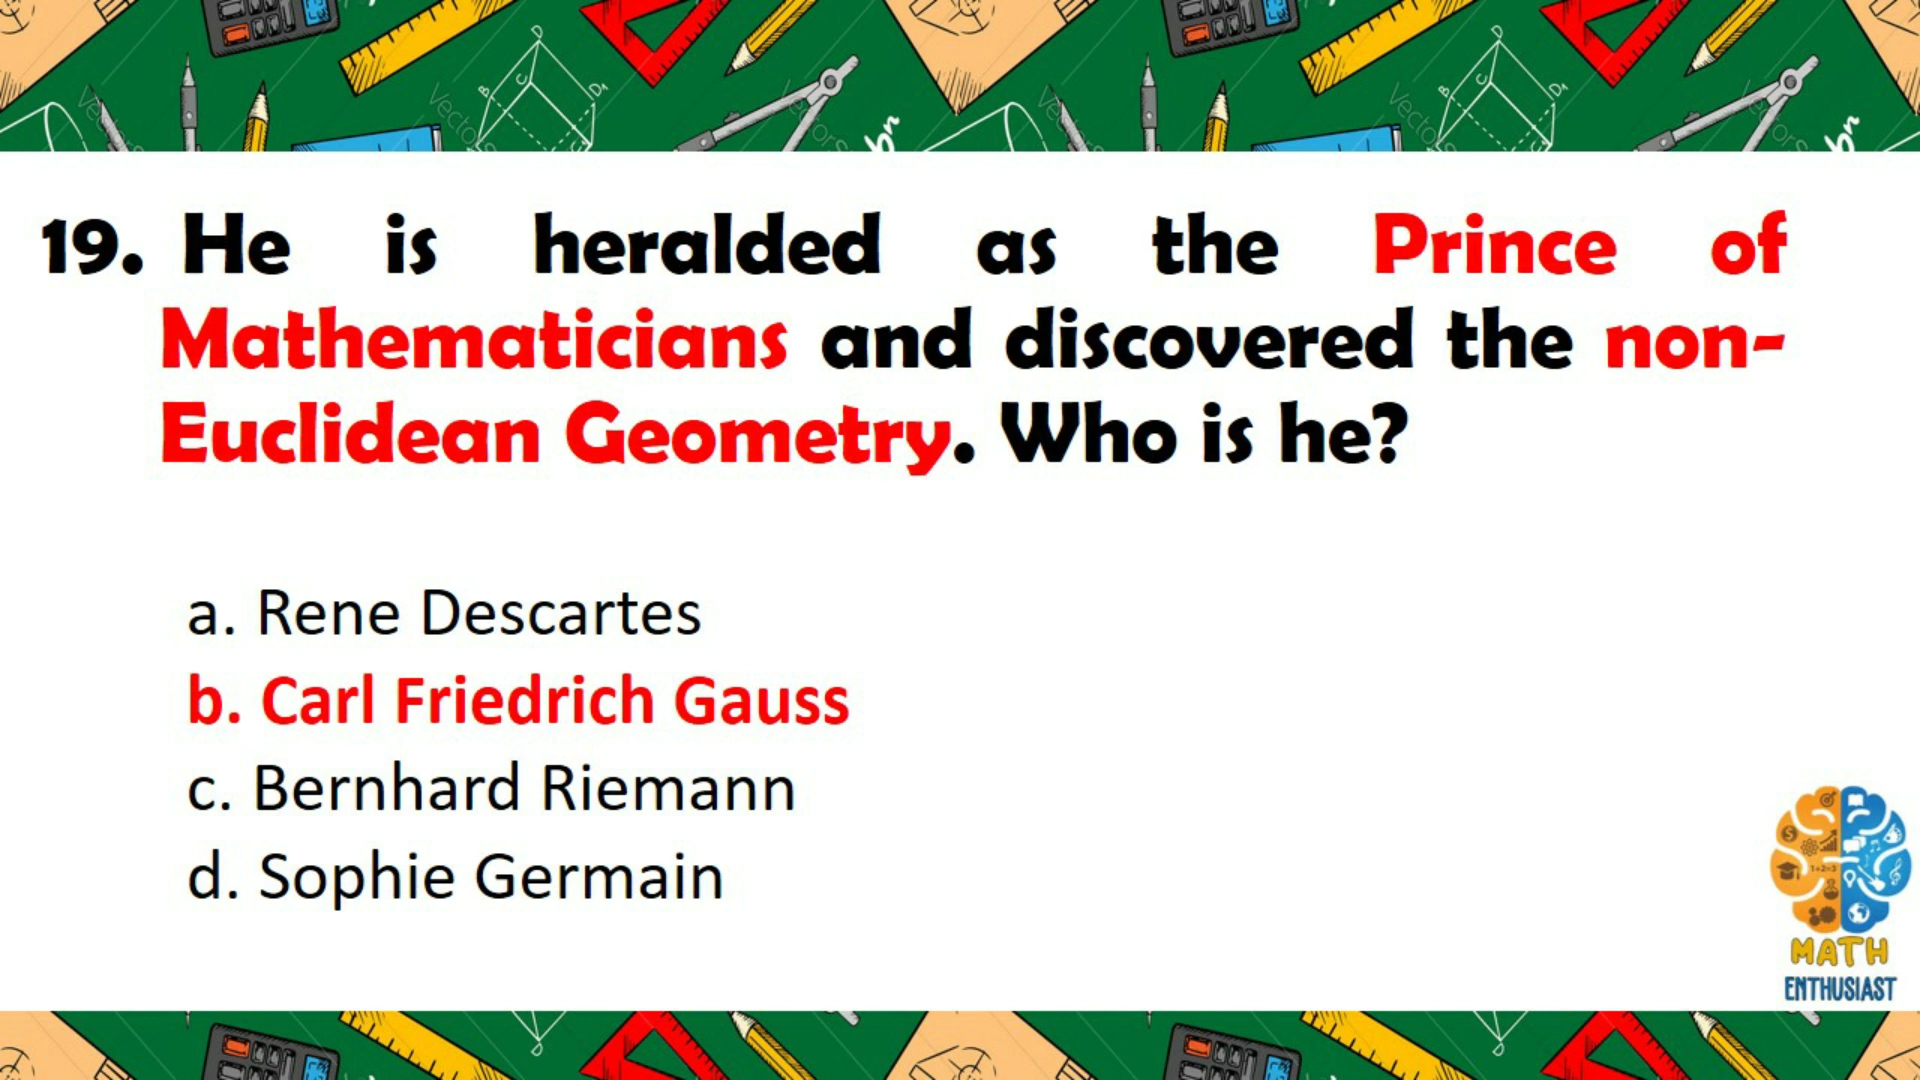 19. He is heralded as the Prince of
Mathematicians and discovered the non-
Euclidean Geometry. Who is he?
a. Rene Descartes
b. Carl Friedrich Gauss
c. Bernhard Riemann
d. Sophie Germain
MATH
ENTHUSIAST